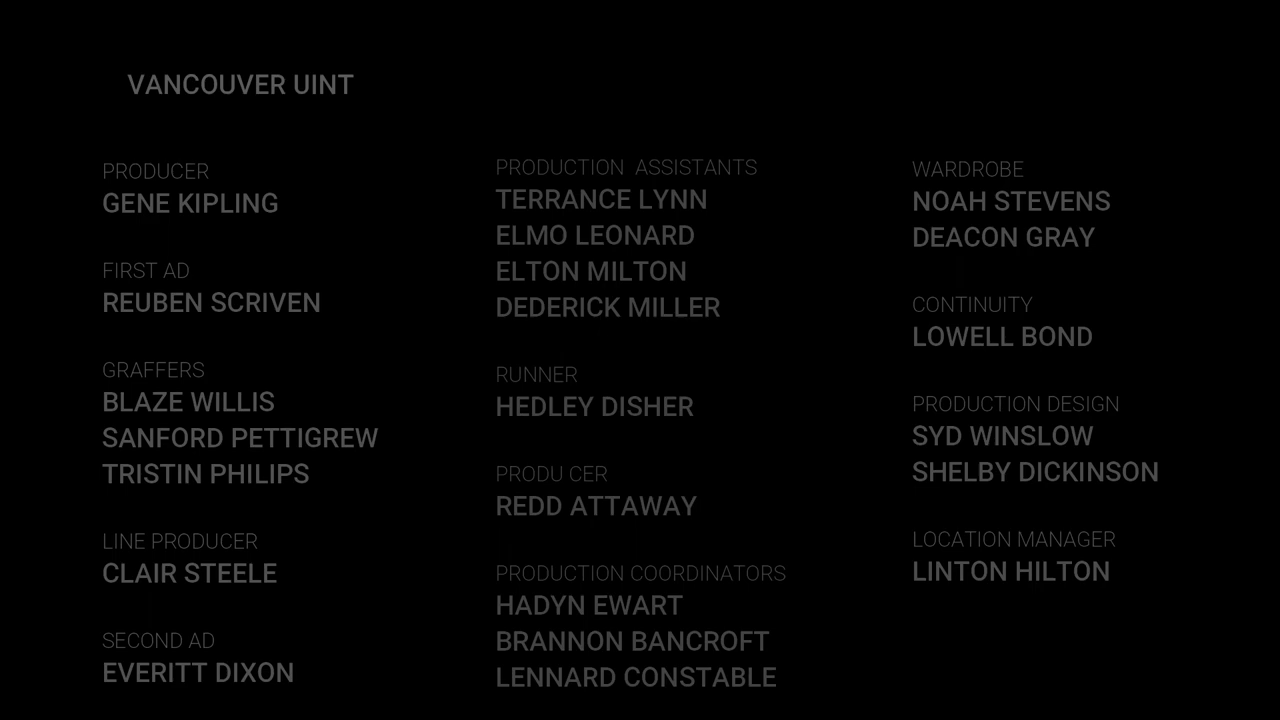 VANCOUVER UINT
PRODUCER
GENE KIPLING
FIRST AD
REUBEN SCRIVEN
GRAFFERS
BLAZE WILLIS
SANFORD PETTIGREW
TRISTIN PHILIPS
LINE PRODUCER
CLAIR STEELE
SECOND AD
EVERITT DIXON
PRODUCTION ASSISTANTS
TERRANCE LYNN
ELMO LEONARD
ELTON MILTON
DEDERICK MILLER
RUNNER
HEDLEY DISHER
PRODU CER
REDD ATTAWAY
PRODUCTION COORDINATORS
HADYN EWART
BRANNON BANCROFT
LENNARD CONSTABLE
WARDROBE
NOAH STEVENS
DEACON GRAY
CONTINUITY
LOWELL BOND
PRODUCTION DESIGN
SYD WINSLOW
SHELBY DICKINSON
LOCATION MANAGER
LINTON HILTON